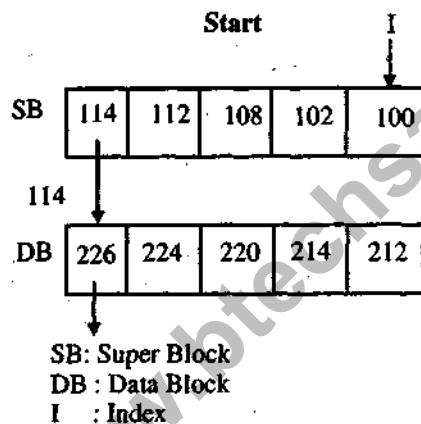 Start I
SB 114 112 108 102 100
114
DB 226 224 220 214 212
SB: Super Block
DB : Data Block
I : Index
w.btechs